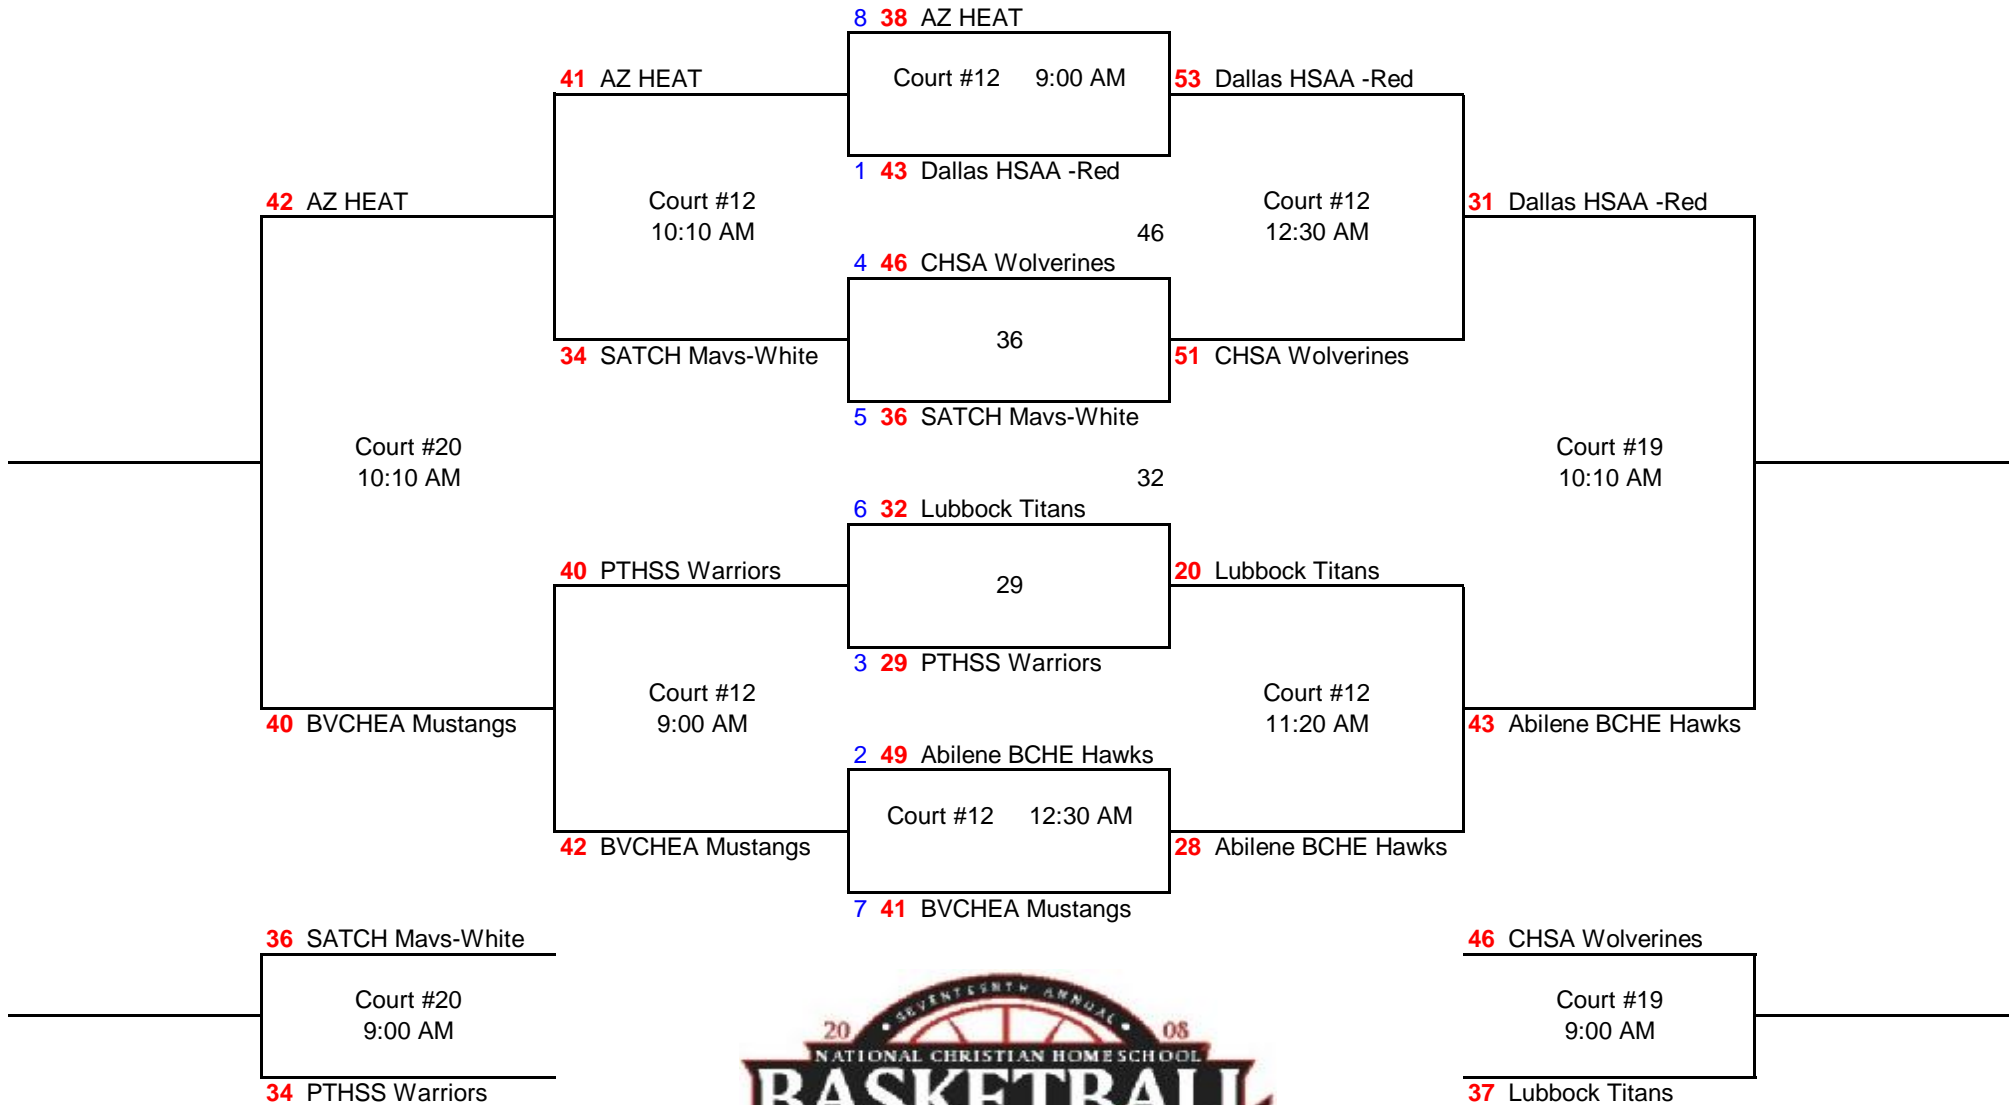 8 38 AZ HEAT
41 AZ HEAT
Court #12 9:00 AM
53 Dallas HSAA -Red
1 43 Dallas HSAA -Red
42 AZ HEAT
Court #12
10:10 AM
Court #12
12:30 AM
31 Dallas HSAA -Red
46
4 46 CHSA Wolverines
36
34 SATCH Mavs-White
51 CHSA Wolverines
5 36 SATCH Mavs-White
Court #20
10:10 AM
Court #19
10:10 AM
32
6 32 Lubbock Titans
40 PTHSS Warriors
29
20 Lubbock Titans
3 29 PTHSS Warriors
Court #12
9:00 AM
Court #12
11:20 AM
40 BVCHEA Mustangs
43 Abilene BCHE Hawks
2 49 Abilene BCHE Hawks
Court #12 12:30 AM
42 BVCHEA Mustangs
28 Abilene BCHE Hawks
7 41 BVCHEA Mustangs
36 SATCH Mavs-White
46 CHSA Wolverines
Court #20
9:00 AM
Court #19
9:00 AM
34 PTHSS Warriors
37 Lubbock Titans
SEVENTEENTH ANNUAL
20 08
NATIONAL CHRISTIAN HOMESCHOOL
BASKETBALL